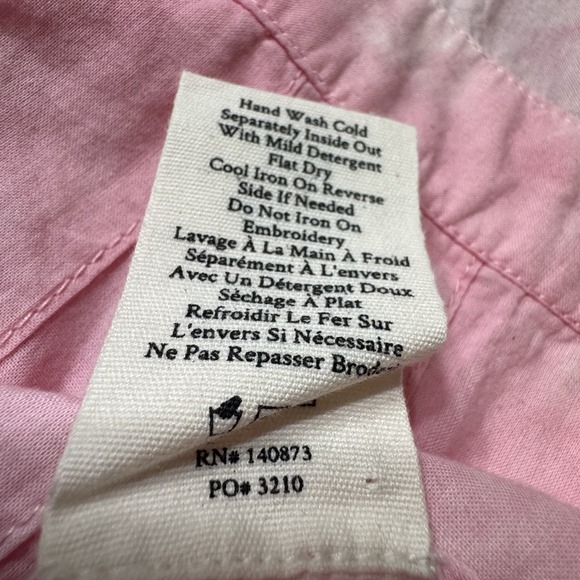 Hand Wash Cold
Separately Inside Out
With Mild Detergent
Flat Dry
Cool Iron On Reverse
Side If Needed
Do Not Iron On
Embroidery
Lavage À La Main À Froid
Séparément À L'envers
Avec Un Détergent Doux
Sèchage À Plat
Refroidir Le Fer Sur
L'envers Si Nécessaire
Ne Pas Repasser
RN# 140873
PO# 3210